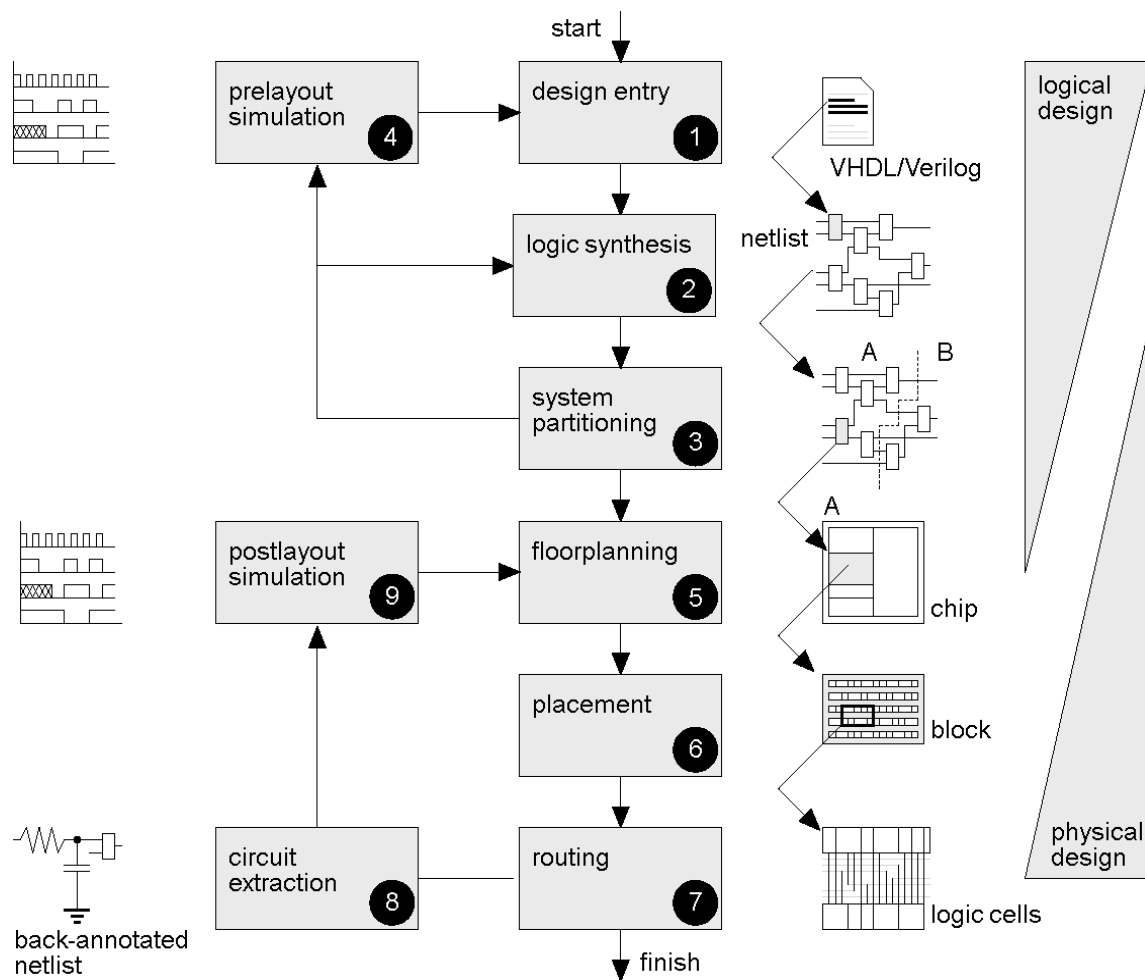 start
prelayout
simulation
4
design entry
1
VHDL/Verilog
logical
design
logic synthesis
2
netlist
system
partitioning
3
A
B
postlayout
simulation
9
floorplanning
5
A
chip
placement
6
block
circuit
extraction
8
routing
7
logic cells
physical
design
back-annotated
netlist
finish